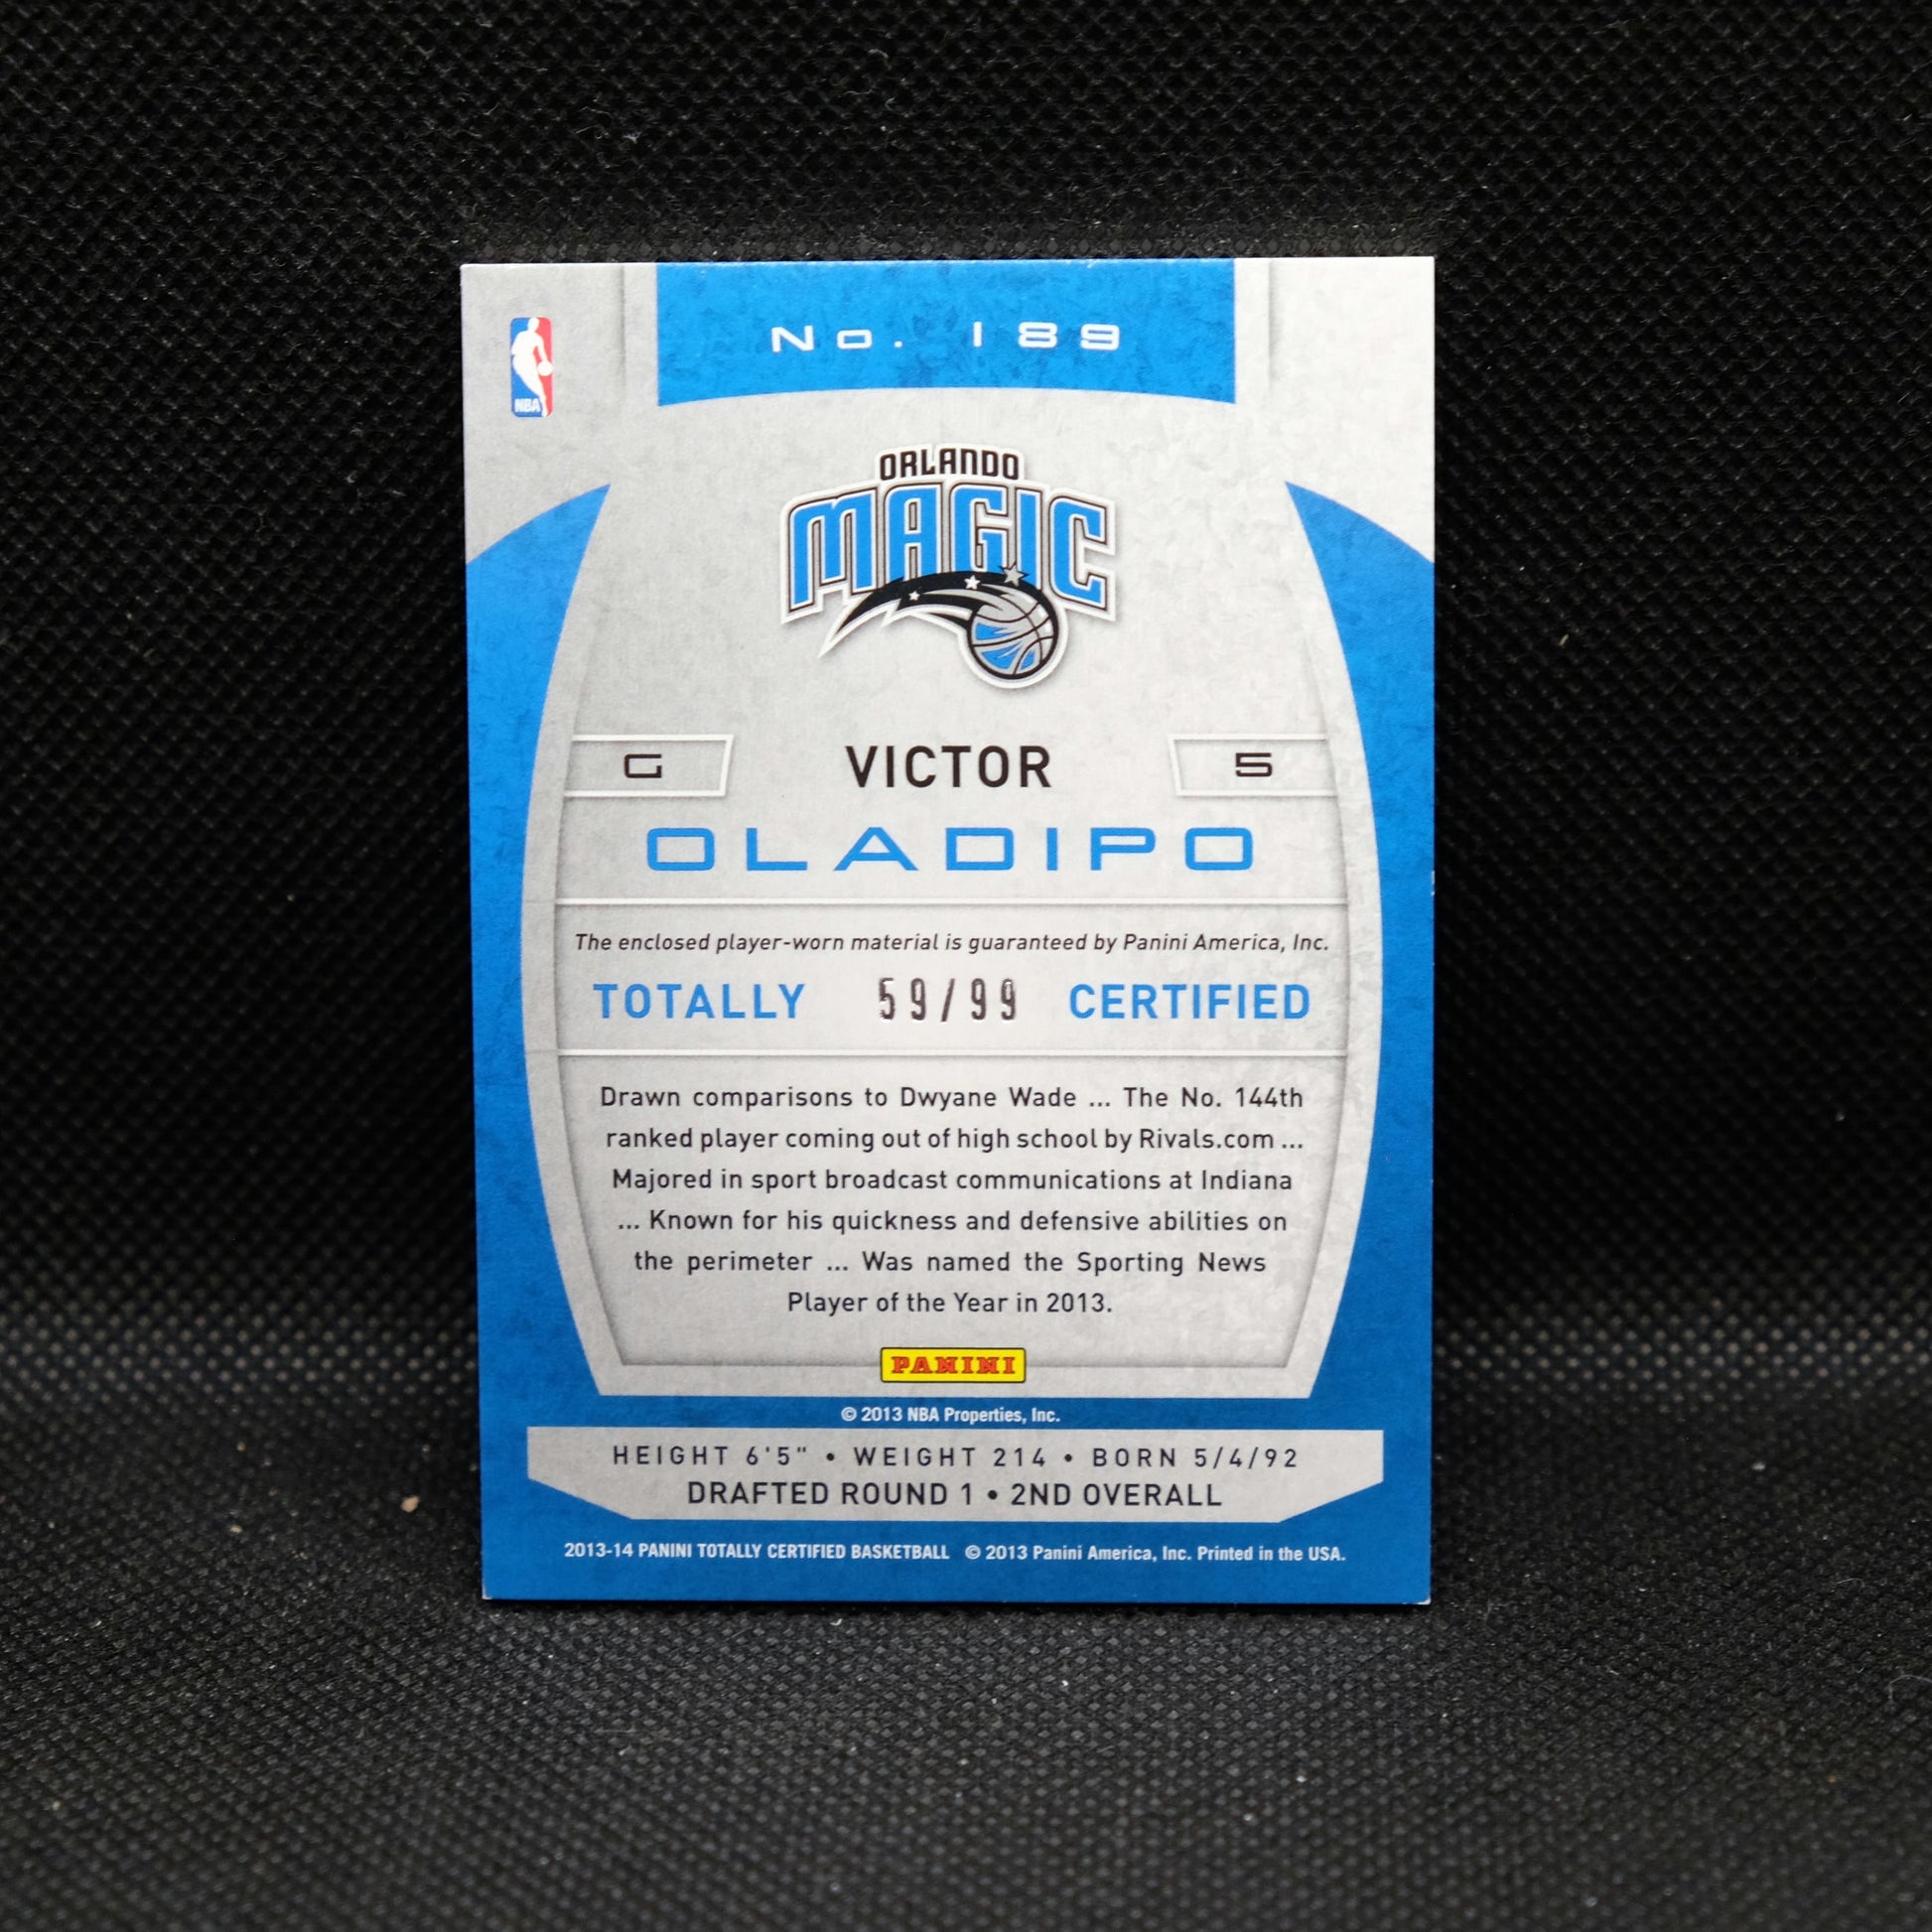 No. 189
NBA
ORLANDO
MAGIC
G VICTOR 5
OLADIPO
The enclosed player-worn material is guaranteed by Panini America, Inc.
TOTALLY 59/99 CERTIFIED
Drawn comparisons to Dwyane Wade ... The No. 144th
ranked player coming out of high school by Rivals.com ...
Majored in sport broadcast communications at Indiana
... Known for his quickness and defensive abilities on
the perimeter ... Was named the Sporting News
Player of the Year in 2013.
PANINI
© 2013 NBA Properties, Inc.
HEIGHT 6'5" • WEIGHT 214 • BORN 5/4/92
DRAFTED ROUND 1 • 2ND OVERALL
2013-14 PANINI TOTALLY CERTIFIED BASKETBALL © 2013 Panini America, Inc. Printed in the USA.